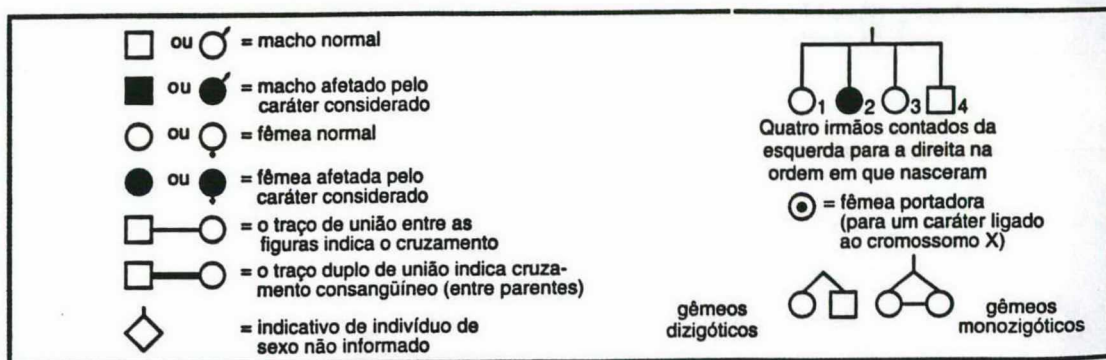 ou = macho normal
ou = macho afetado pelo
caráter considerado
ou = fêmea normal
ou = fêmea afetada pelo
caráter considerado
= o traço de união entre as
figuras indica o cruzamento
= o traço duplo de união indica cruza-
mento consangüíneo (entre parentes)
= indicativo de indivíduo de
sexo não informado
1 2 3 4
Quatro irmãos contados da
esquerda para a direita na
ordem em que nasceram
= fêmea portadora
(para um caráter ligado
ao cromossomo X)
gêmeos
dizigóticos
gêmeos
monozigóticos